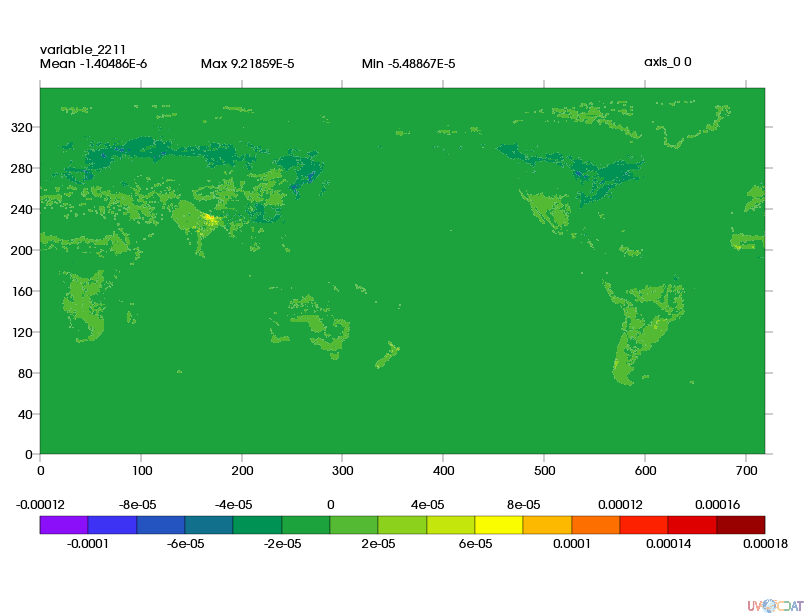 variable_2211
Mean -1.40486E-6 Max 9.21859E-5 Min -5.48867E-5 axis_0 0
320
280
240
200
160
120
80
40
0
0 100 200 300 400 500 600 700
-0.00012 -8e-05 -4e-05 0 4e-05 8e-05 0.00012 0.00016
-0.0001 -6e-05 -2e-05 2e-05 6e-05 0.0001 0.00014 0.00018
UV-CDAT